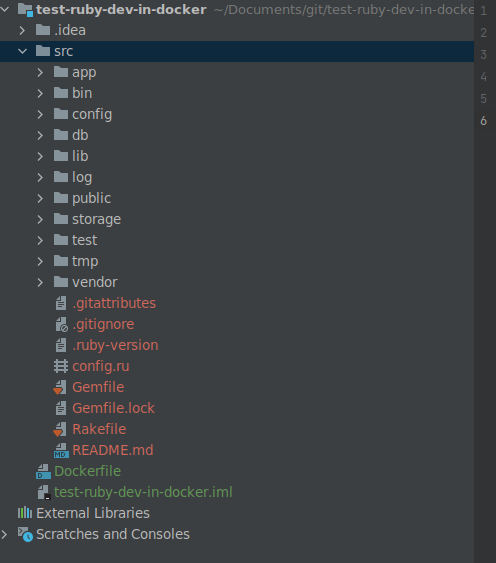 test-ruby-dev-in-docker ~/Documents/git/test-ruby-dev-in-docke 1
.idea 2
src 3
app 4
bin 5
config 6
db
lib
log
public
storage
test
tmp
vendor
.gitattributes
.gitignore
.ruby-version
config.ru
Gemfile
Gemfile.lock
Rakefile
MD README.md
D Dockerfile
test-ruby-dev-in-docker.iml
External Libraries
Scratches and Consoles